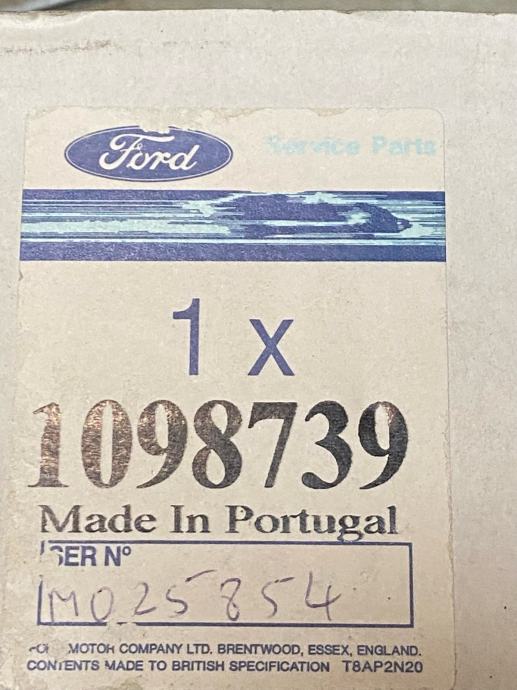 Ford
Service Parts
1 X
1098739
Made In Portugal
SER Nº
M025854
MOTOR COMPANY LTD. BRENTWOOD, ESSEX, ENGLAND.
CONTENTS MADE TO BRITISH SPECIFICATION T8AP2N20